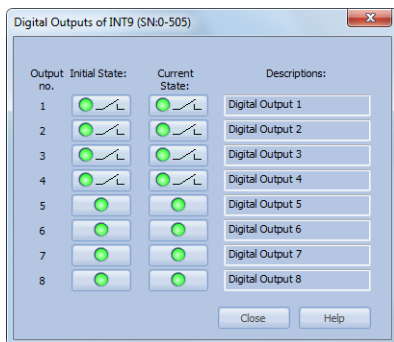 Digital Outputs of INT9 (SN:0-505)
Output no. Initial State: Current State: Descriptions:
1 Digital Output 1
2 Digital Output 2
3 Digital Output 3
4 Digital Output 4
5 Digital Output 5
6 Digital Output 6
7 Digital Output 7
8 Digital Output 8
Close Help